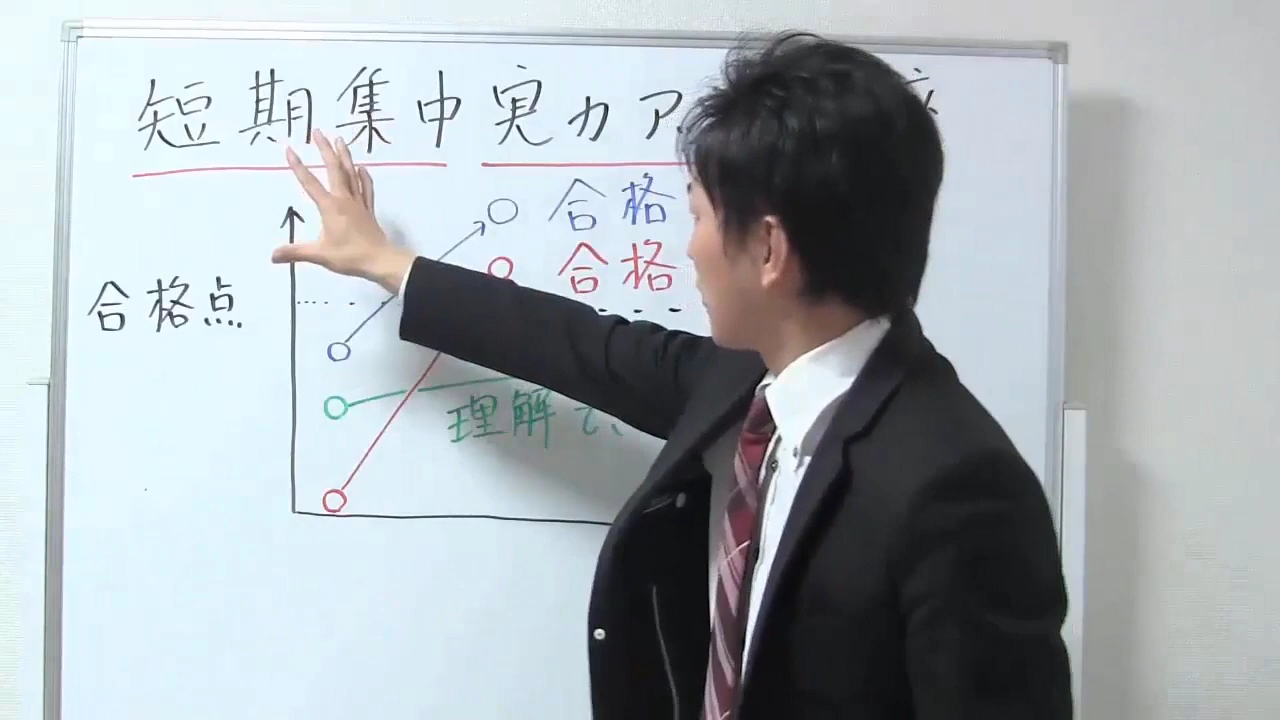 短期集中実力ア
合格
合格
合格点
理解で